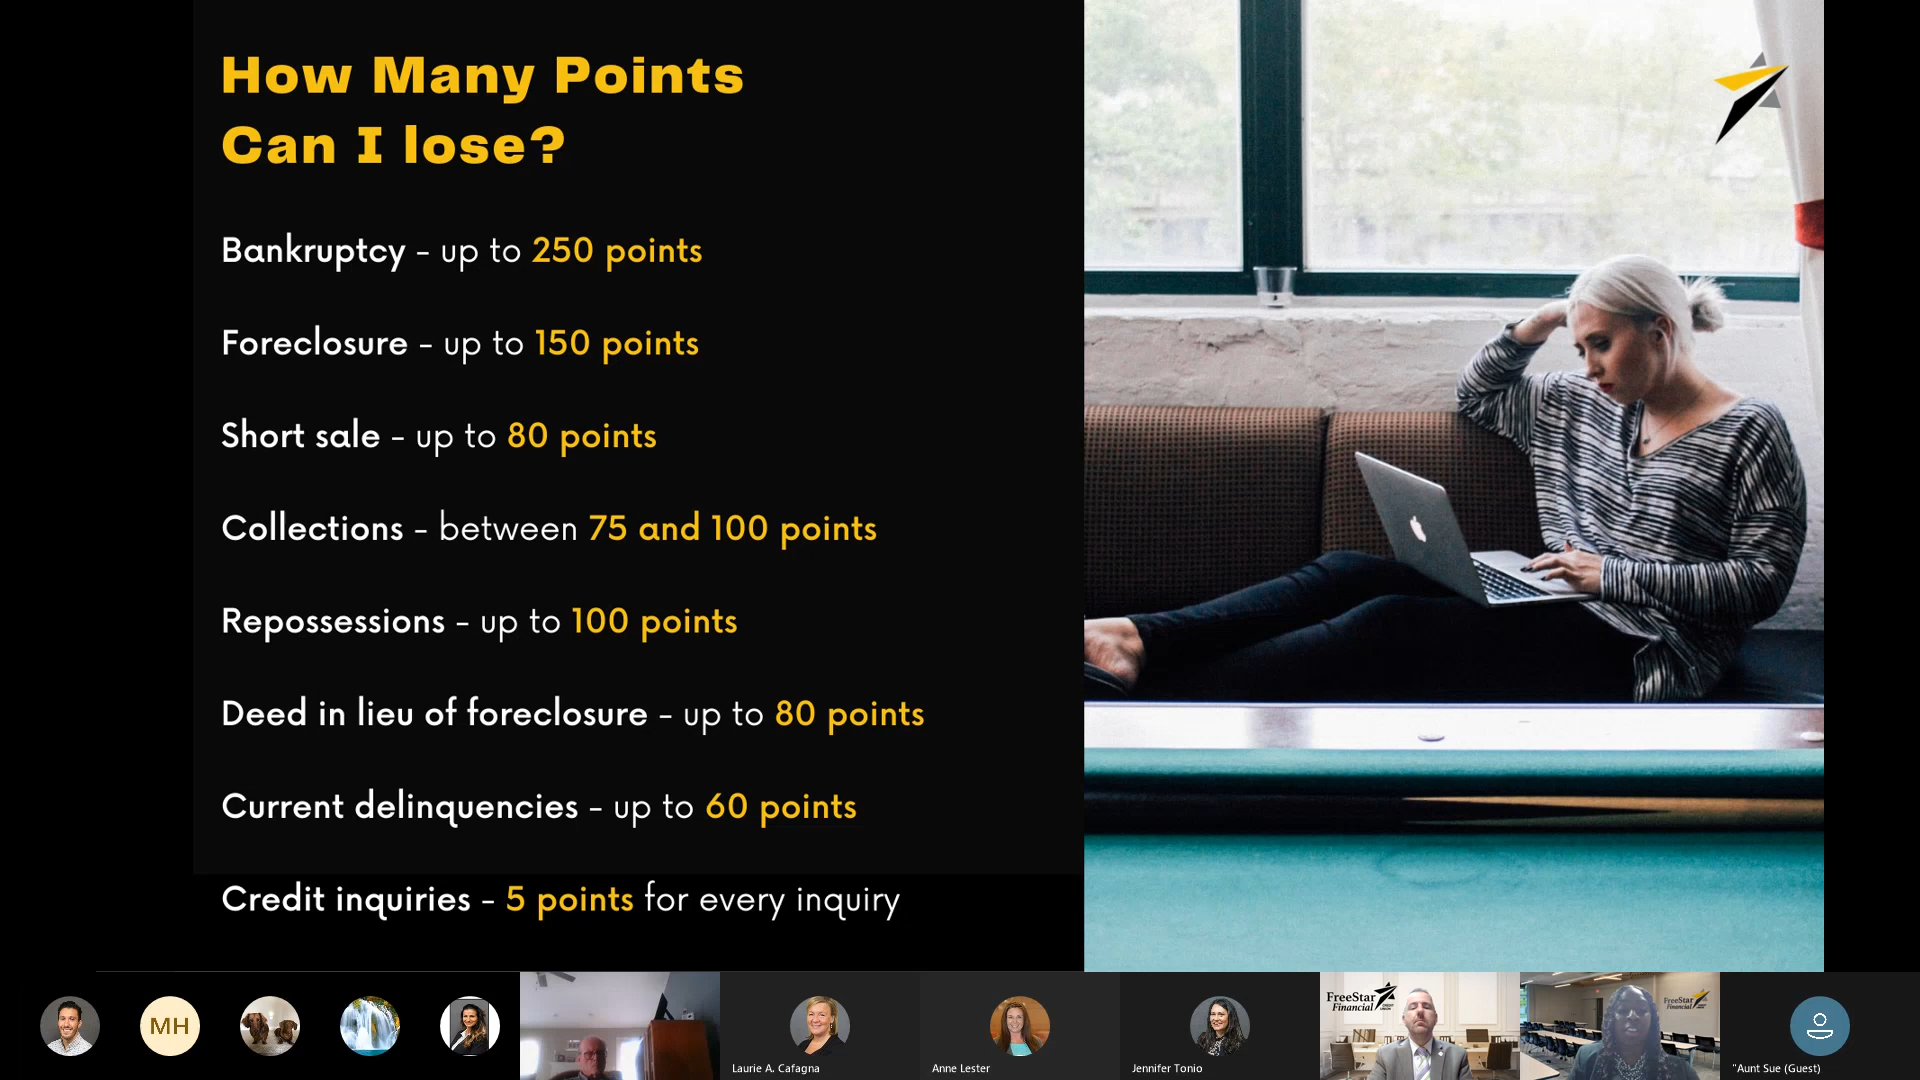 How Many Points
Can I lose?
Bankruptcy - up to 250 points
Foreclosure - up to 150 points
Short sale - up to 80 points
Collections - between 75 and 100 points
Repossessions - up to 100 points
Deed in lieu of foreclosure - up to 80 points
Current delinquencies - up to 60 points
Credit inquiries - 5 points for every inquiry
MH
Laurie A. Cafagna
Anne Lester
Jennifer Tonio
FreeStar
Financial
FreeStar
Financial
"Aunt Sue (Guest)